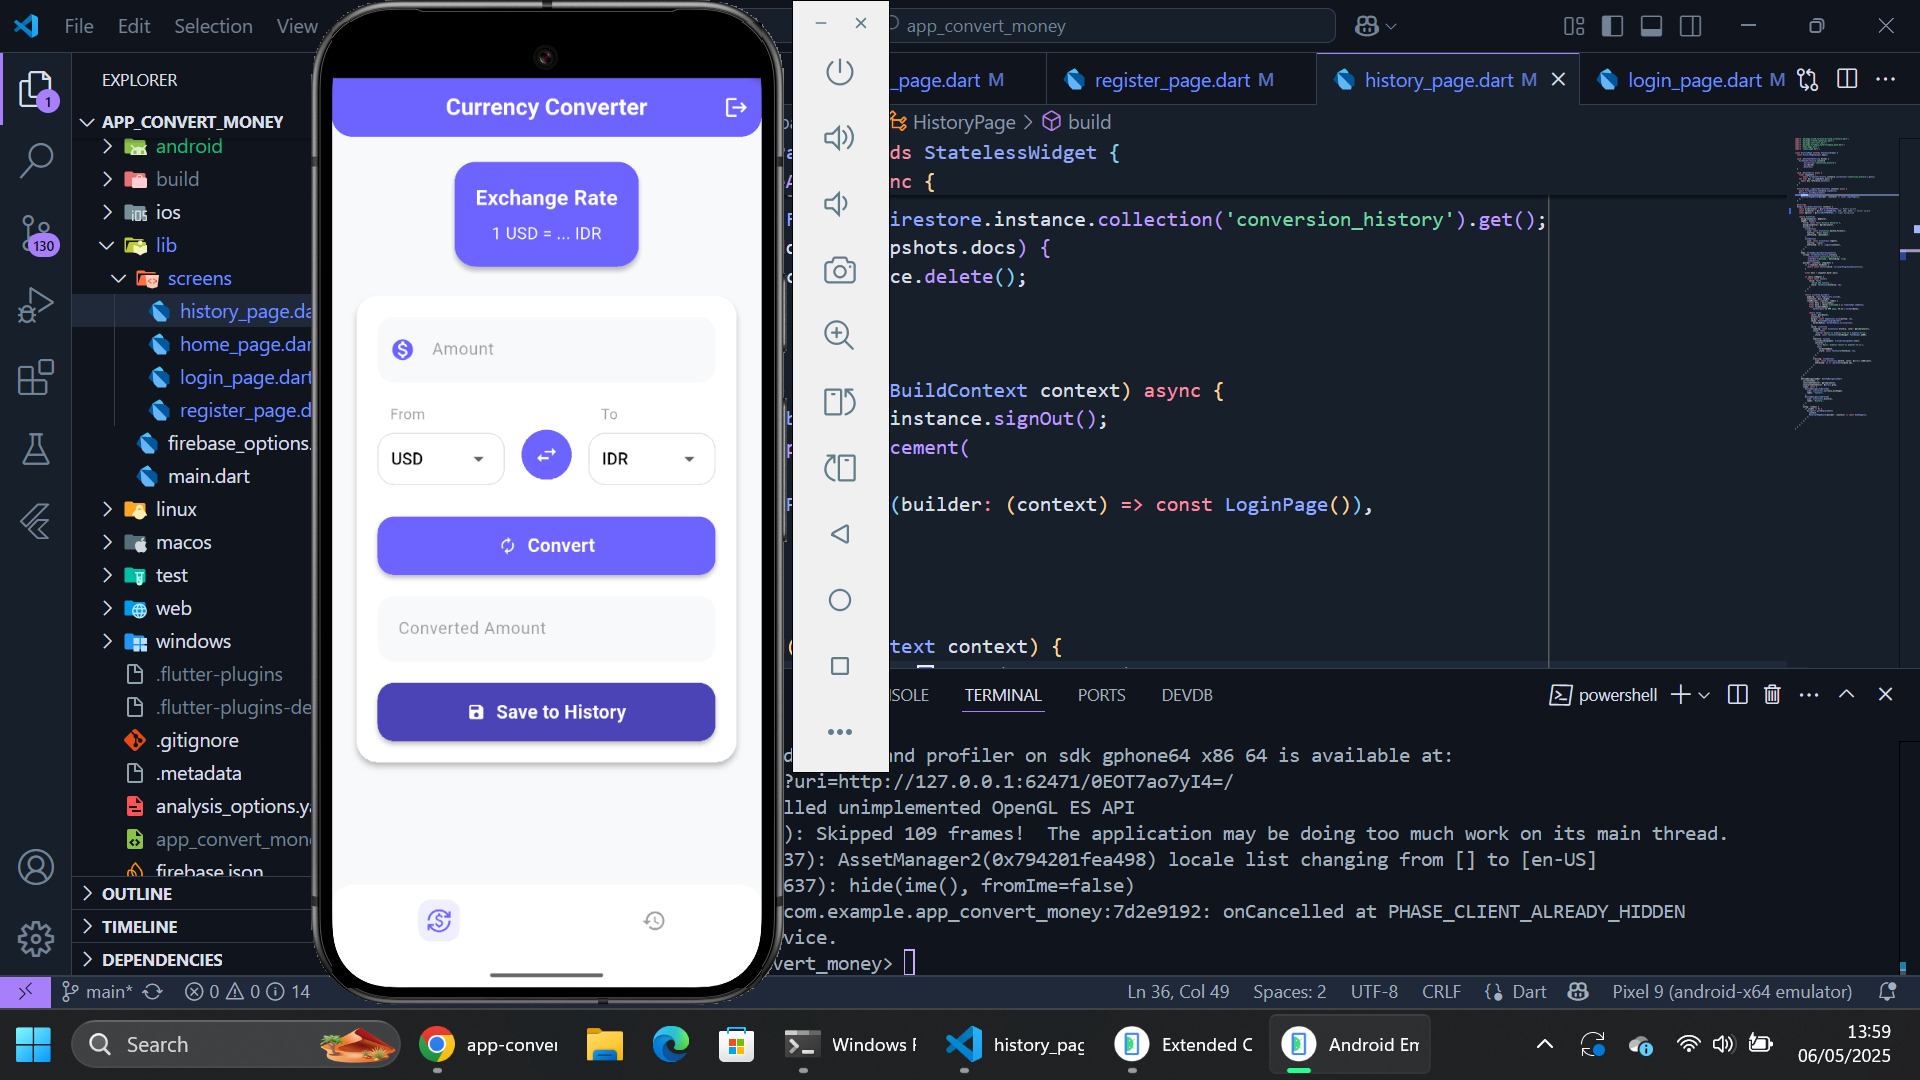 File Edit Selection View
app_convert_money
EXPLORER
APP_CONVERT_MONEY
android
build
ios
lib
screens
history_page.da
home_page.dar
login_page.dart
register_page.d
firebase_options.
main.dart
linux
macos
test
web
windows
.flutter-plugins
.flutter-plugins-de
.gitignore
.metadata
analysis_options.ya
app_convert_mon
firebase.json
OUTLINE
TIMELINE
DEPENDENCIES
1
130
Currency Converter
Exchange Rate
1 USD = ... IDR
Amount
From To
USD IDR
Convert
Converted Amount
Save to History
_page.dart M register_page.dart M history_page.dart M login_page.dart M
HistoryPage > build
ds StatelessWidget {
nc {
irestore.instance.collection('conversion_history').get();
pshots.docs) {
ce.delete();
BuildContext context) async {
instance.signOut();
cement(
(builder: (context) => const LoginPage()),
text context) {
SOLE TERMINAL PORTS DEVDB
powershell
and profiler on sdk gphone64 x86 64 is available at:
?uri=http://127.0.0.1:62471/0EOT7ao7yI4=/
lled unimplemented OpenGL ES API
): Skipped 109 frames!  The application may be doing too much work on its main thread.
37): AssetManager2(0x794201fea498) locale list changing from [] to [en-US]
637): hide(ime(), fromIme=false)
com.example.app_convert_money:7d2e9192: onCancelled at PHASE_CLIENT_ALREADY_HIDDEN
vice.
vert_money>
main* 0 0 14
Ln 36, Col 49 Spaces: 2 UTF-8 CRLF Dart Pixel 9 (android-x64 emulator)
Search
app-conver
Windows P
history_pag
Extended C
Android Em
13:59
06/05/2025